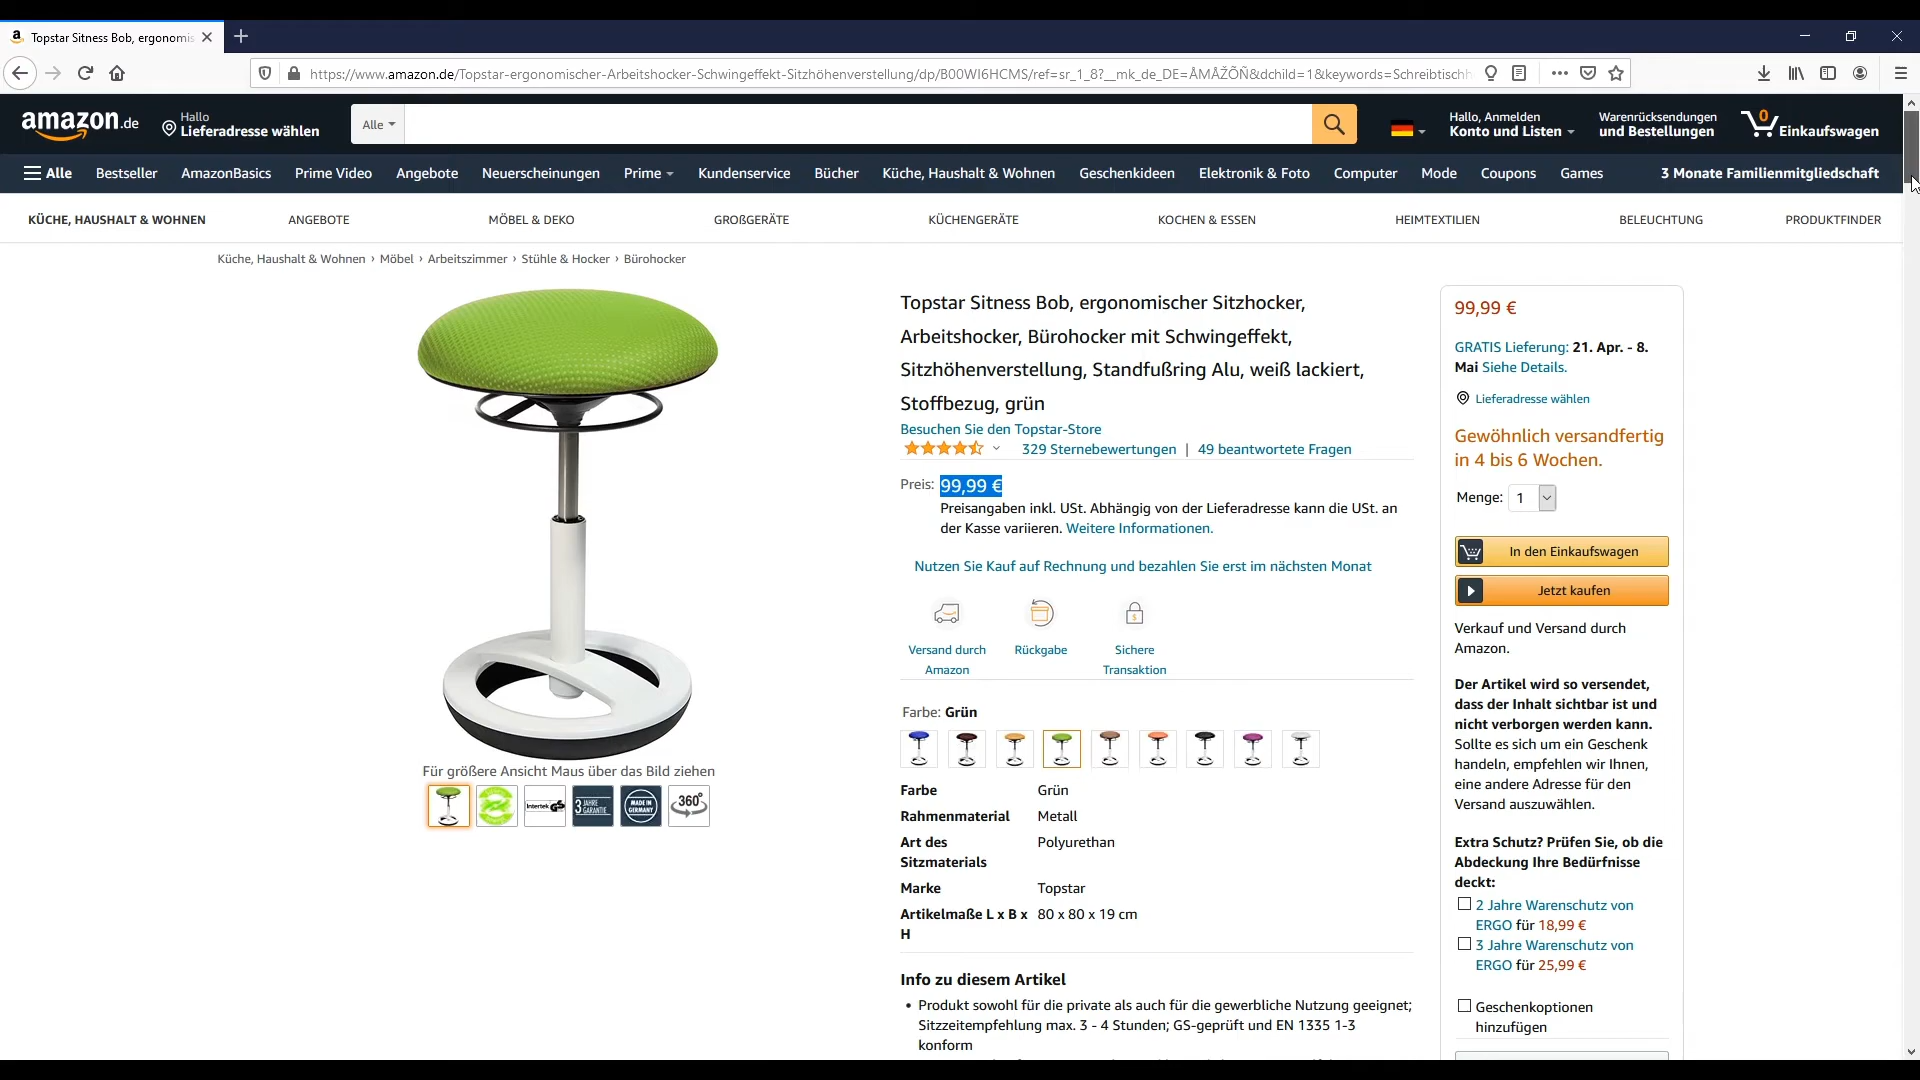 Topstar Sitness Bob, ergonomis
https://www.amazon.de/Topstar-ergonomischer-Arbeitshocker-Schwingeffekt-Sitzhöhenverstellung/dp/B00WI6HCMS/ref=sr_1_8?__mk_de_DE=ÅMÅŽÕÑ&dchild=1&keywords=Schreibtischh
amazon.de
Hallo
Lieferadresse wählen
Alle
Hallo, Anmelden
Konto und Listen
Warenrücksendungen
und Bestellungen
0
Einkaufswagen
Alle Bestseller AmazonBasics Prime Video Angebote Neuerscheinungen Prime Kundenservice Bücher Küche, Haushalt & Wohnen Geschenkideen Elektronik & Foto Computer Mode Coupons Games 3 Monate Familienmitgliedschaft
KÜCHE, HAUSHALT & WOHNEN ANGEBOTE MÖBEL & DEKO GROẞGERÄTE KÜCHENGERÄTE KOCHEN & ESSEN HEIMTEXTILIEN BELEUCHTUNG PRODUKTFINDER
Küche, Haushalt & Wohnen › Möbel › Arbeitszimmer › Stühle & Hocker › Bürohocker
Für größere Ansicht Maus über das Bild ziehen
Intertek GS
3 JAHRE GARANTIE
MADE IN GERMANY
360°
Topstar Sitness Bob, ergonomischer Sitzhocker,
Arbeitshocker, Bürohocker mit Schwingeffekt,
Sitzhöhenverstellung, Standfußring Alu, weiß lackiert,
Stoffbezug, grün
Besuchen Sie den Topstar-Store
329 Sternebewertungen | 49 beantwortete Fragen
Preis: 99,99 €
Preisangaben inkl. USt. Abhängig von der Lieferadresse kann die USt. an
der Kasse variieren. Weitere Informationen.
Nutzen Sie Kauf auf Rechnung und bezahlen Sie erst im nächsten Monat
Versand durch
Amazon
Rückgabe
Sichere
Transaktion
Farbe: Grün
Farbe Grün
Rahmenmaterial Metall
Art des Polyurethan
Sitzmaterials
Marke Topstar
Artikelmaße L x B x 80 x 80 x 19 cm
H
Info zu diesem Artikel
• Produkt sowohl für die private als auch für die gewerbliche Nutzung geeignet;
Sitzzeitempfehlung max. 3 - 4 Stunden; GS-geprüft und EN 1335 1-3
konform
99,99 €
GRATIS Lieferung: 21. Apr. - 8.
Mai Siehe Details.
Lieferadresse wählen
Gewöhnlich versandfertig
in 4 bis 6 Wochen.
Menge: 1
In den Einkaufswagen
Jetzt kaufen
Verkauf und Versand durch
Amazon.
Der Artikel wird so versendet,
dass der Inhalt sichtbar ist und
nicht verborgen werden kann.
Sollte es sich um ein Geschenk
handeln, empfehlen wir Ihnen,
eine andere Adresse für den
Versand auszuwählen.
Extra Schutz? Prüfen Sie, ob die
Abdeckung Ihre Bedürfnisse
deckt:
2 Jahre Warenschutz von
ERGO für 18,99 €
3 Jahre Warenschutz von
ERGO für 25,99 €
Geschenkoptionen
hinzufügen